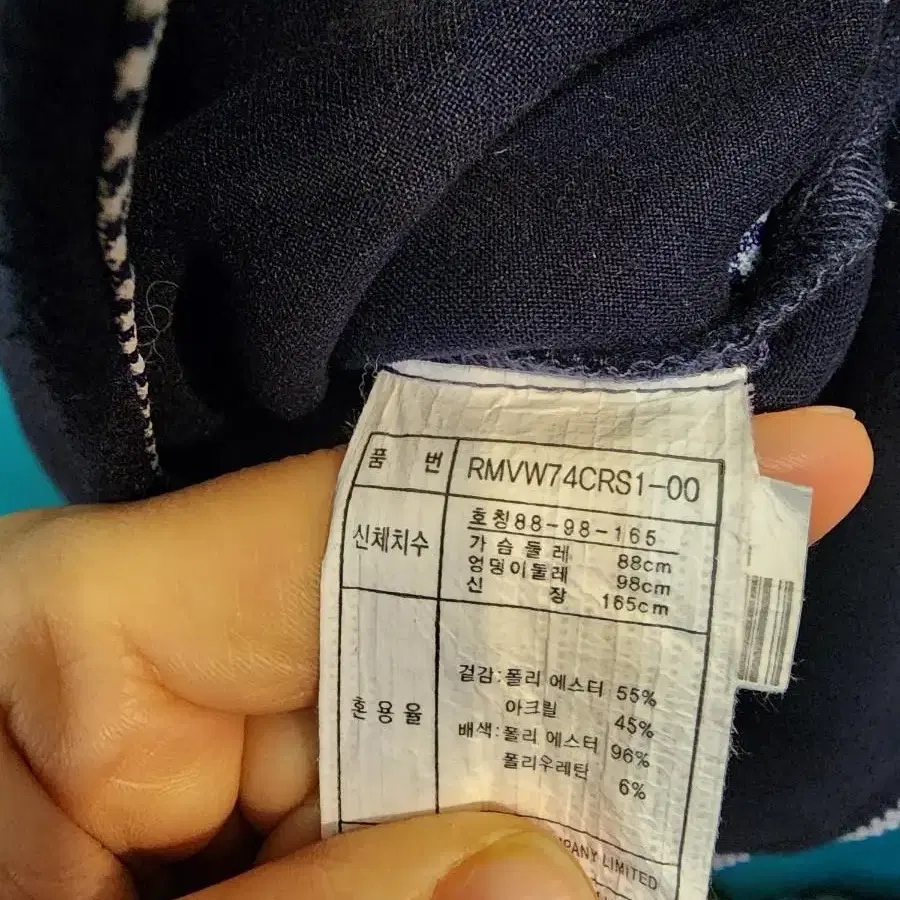 품 번 RMVW74CRS1-00
신체치수
호칭88-98-165
가슴둘레 88cm
엉덩이둘레 98cm
신 장 165cm
혼용율
겉감:폴리에스터 55%
아크릴 45%
배색:폴리에스터 96%
폴리우레탄 6%
LIMITED